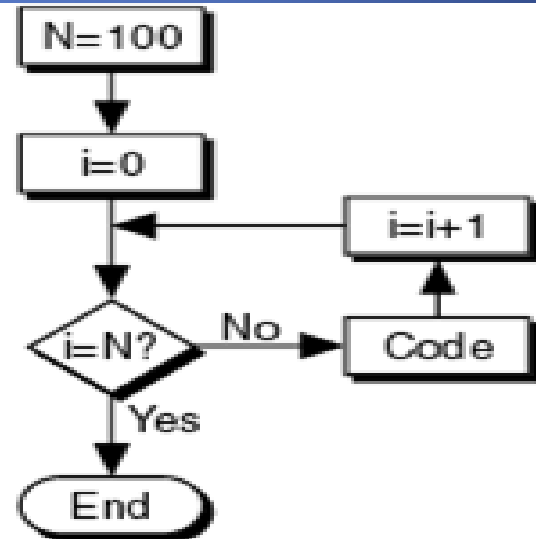 N=100
i=0
i=i+1
i=N?
No
Code
Yes
End